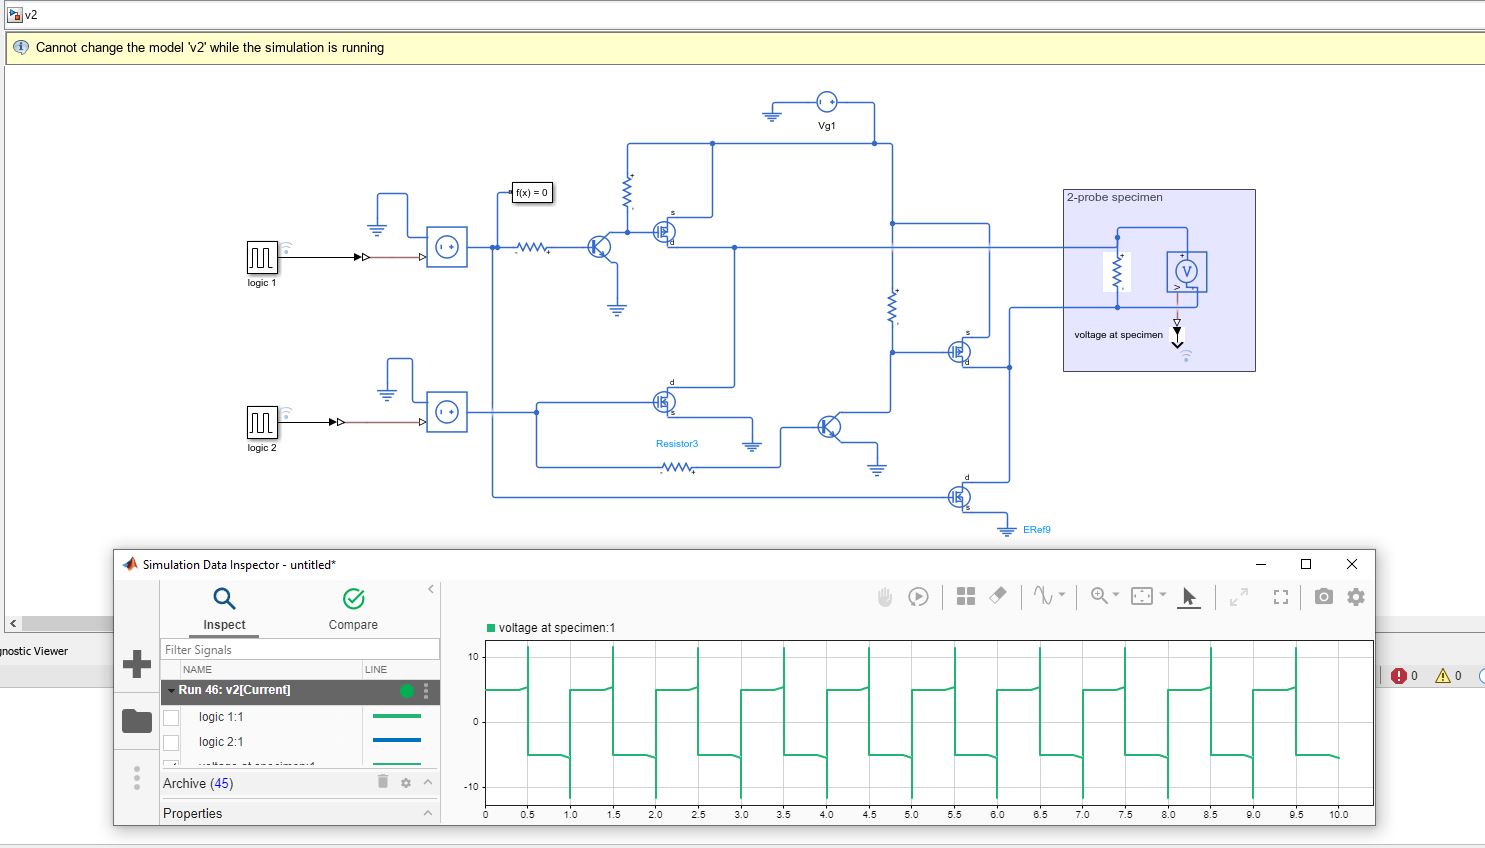 v2
Cannot change the model 'v2' while the simulation is running
Vg1
f(x) = 0
2-probe specimen
logic 1
V
voltage at specimen
logic 2
Resistor3
ERef9
s
d
s
d
d
s
d
s
Simulation Data Inspector - untitled*
Inspect
Compare
Filter Signals
NAME LINE
Run 46: v2[Current]
logic 1:1
logic 2:1
Archive (45)
Properties
voltage at specimen:1
10
0
-10
0 0.5 1.0 1.5 2.0 2.5 3.0 3.5 4.0 4.5 5.0 5.5 6.0 6.5 7.0 7.5 8.0 8.5 9.0 9.5 10.0
gnostic Viewer
0 0